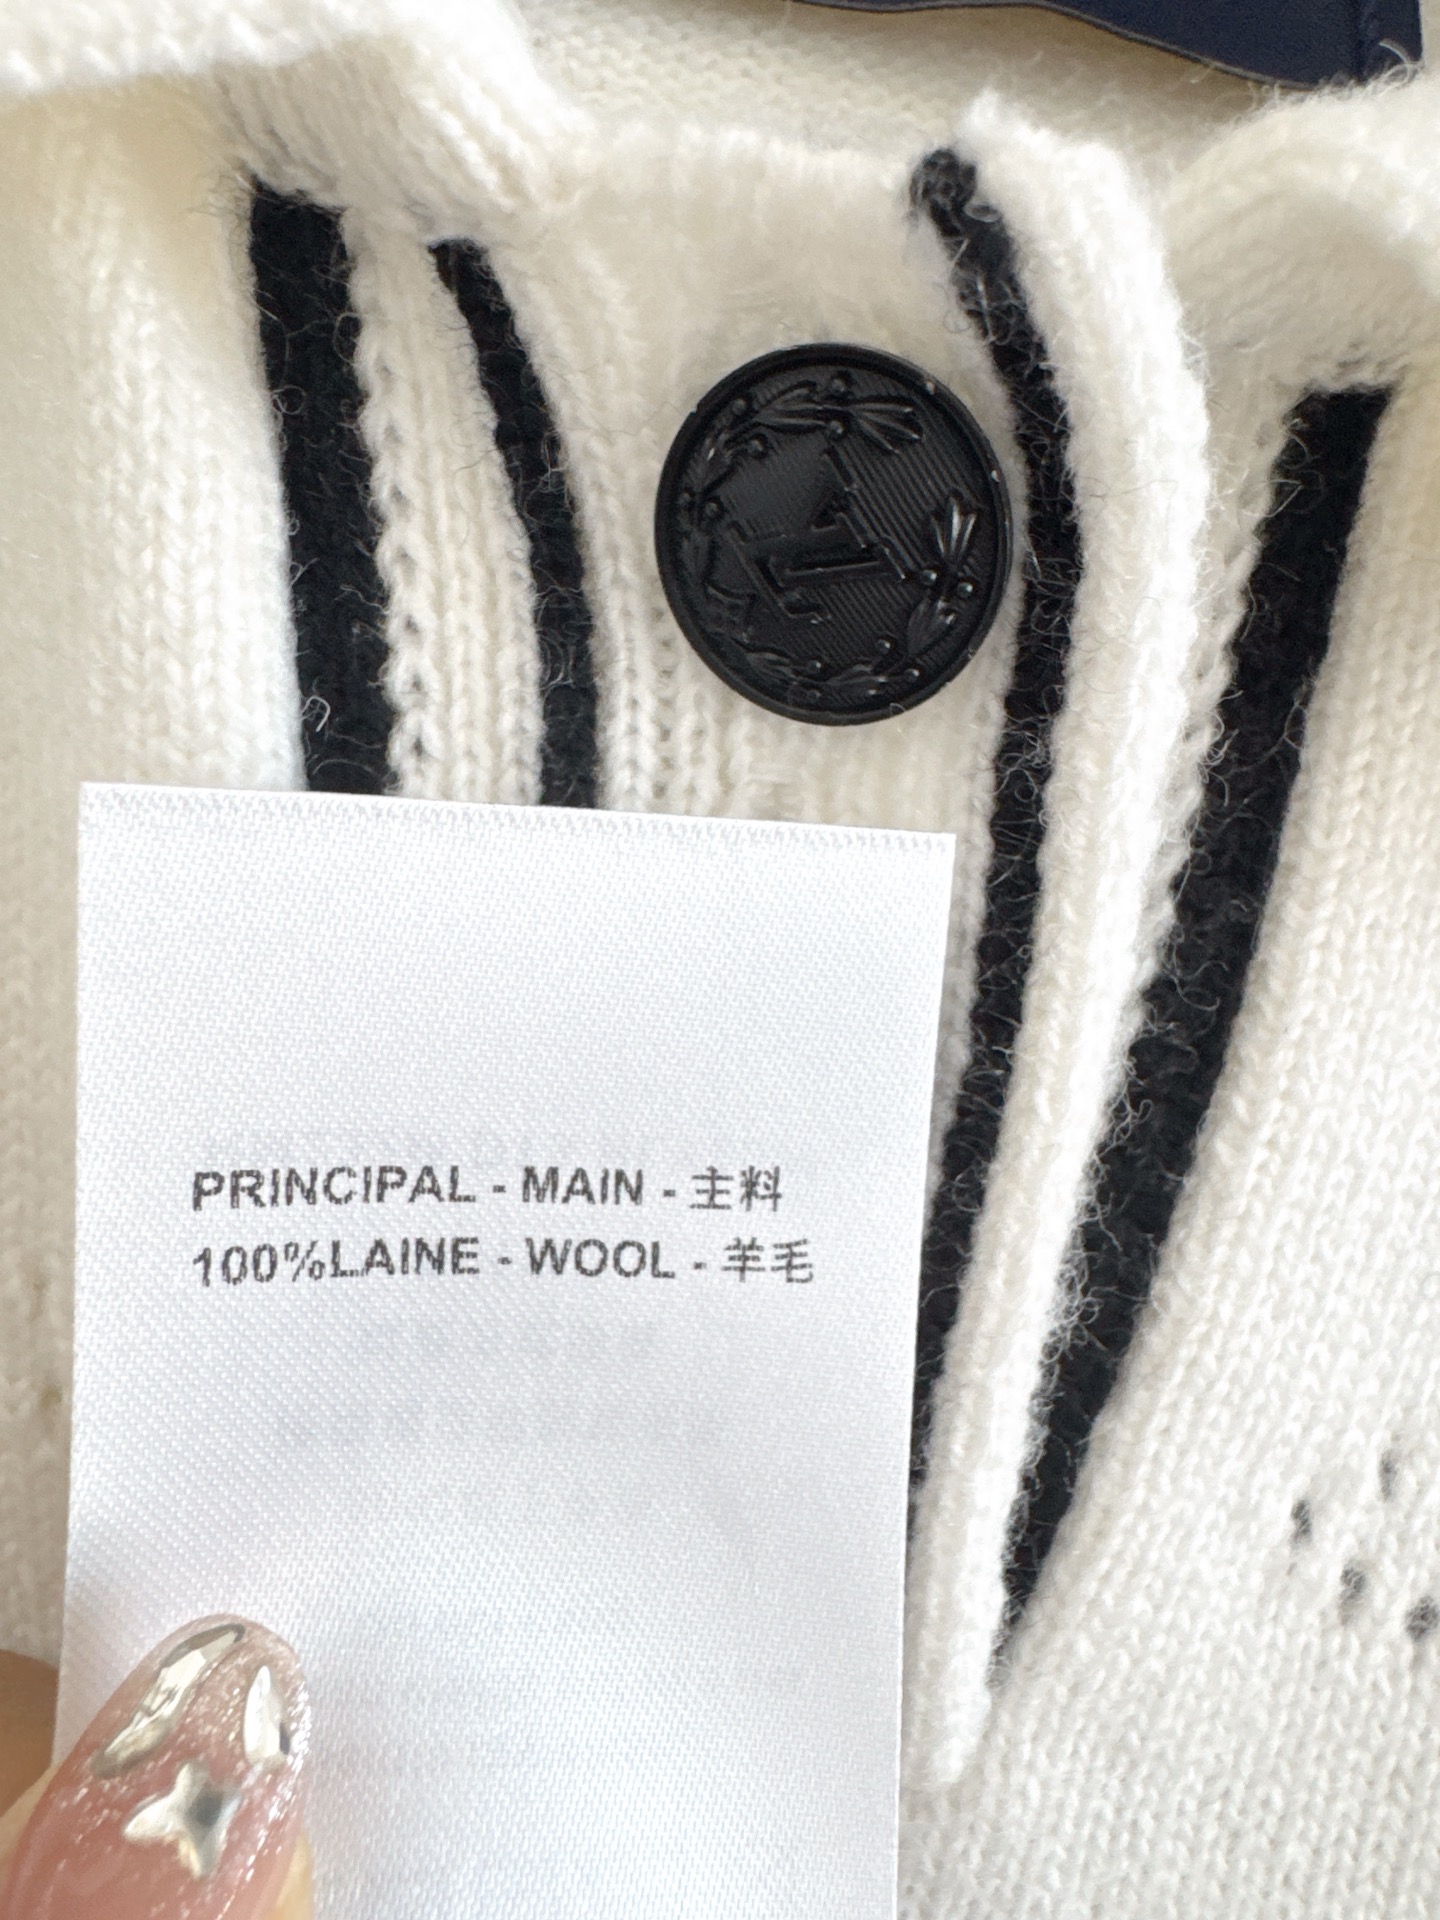 PRINCIPAL - MAIN - 主料
100%LAINE - WOOL - 羊毛